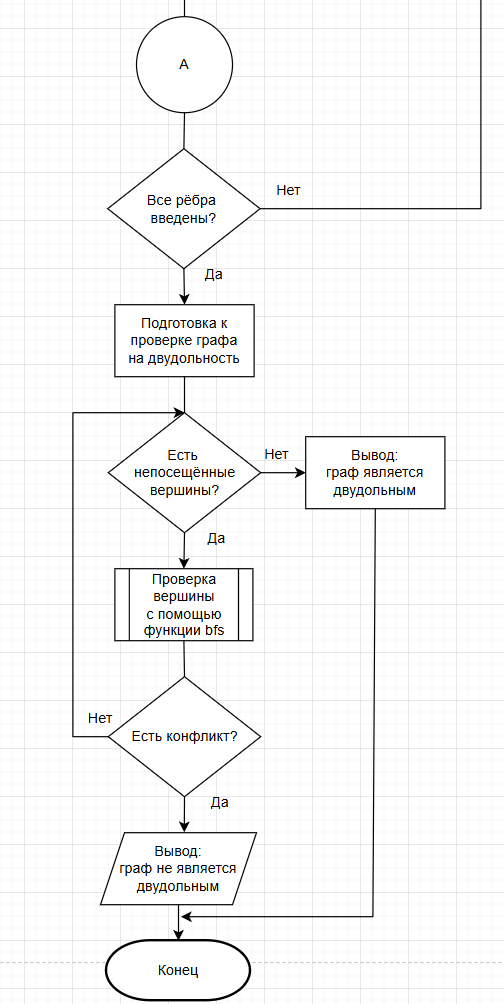 А
Все рёбра
введены?
Нет
Да
Подготовка к
проверке графа
на двудольность
Есть
непосещённые
вершины?
Нет
Вывод:
граф является
двудольным
Да
Проверка
вершины
с помощью
функции bfs
Есть конфликт?
Нет
Да
Вывод:
граф не является
двудольным
Конец